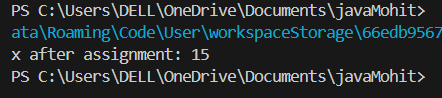 PS C:\Users\DELL\OneDrive\Documents\javaMohit>
ata\Roaming\Code\User\workspaceStorage\66edb9567
x after assignment: 15
PS C:\Users\DELL\OneDrive\Documents\javaMohit>